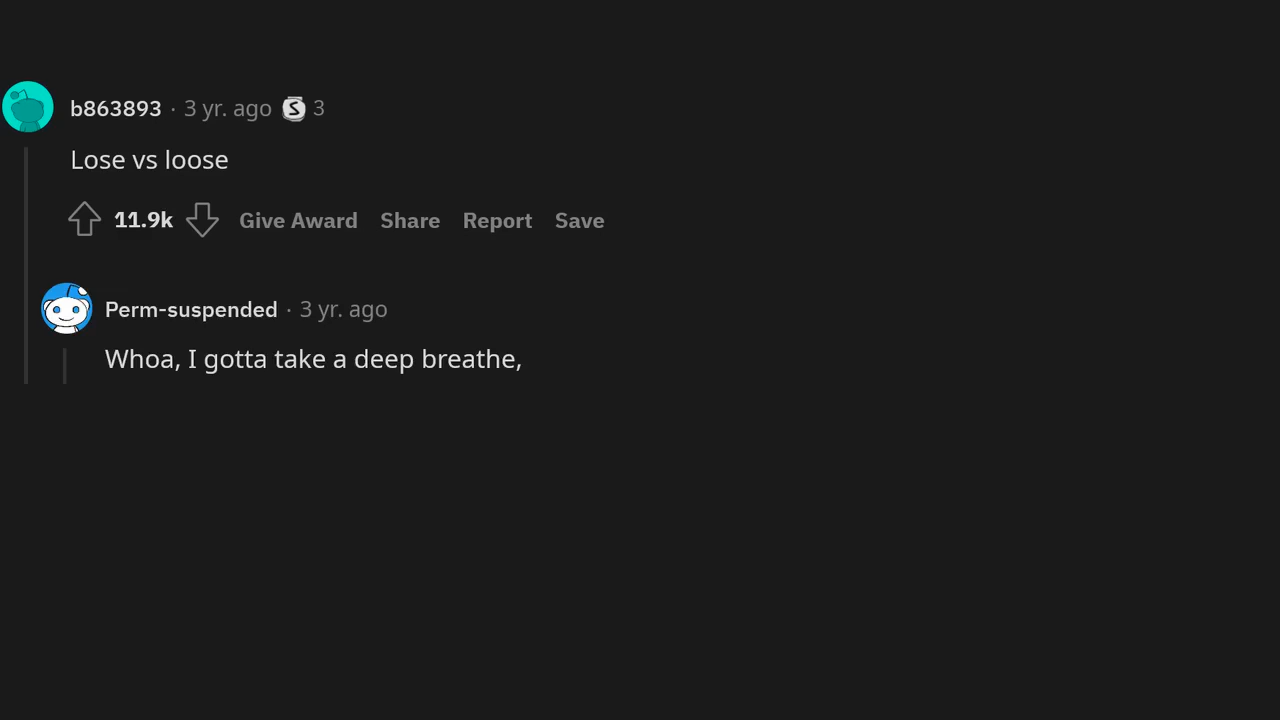 b863893 · 3 yr. ago S 3
Lose vs loose
11.9k Give Award Share Report Save
Perm-suspended · 3 yr. ago
Whoa, I gotta take a deep breathe,